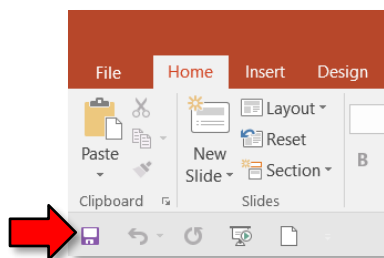 File Home Insert Design
Layout
Reset
Paste New Slide Section
Clipboard Slides
B